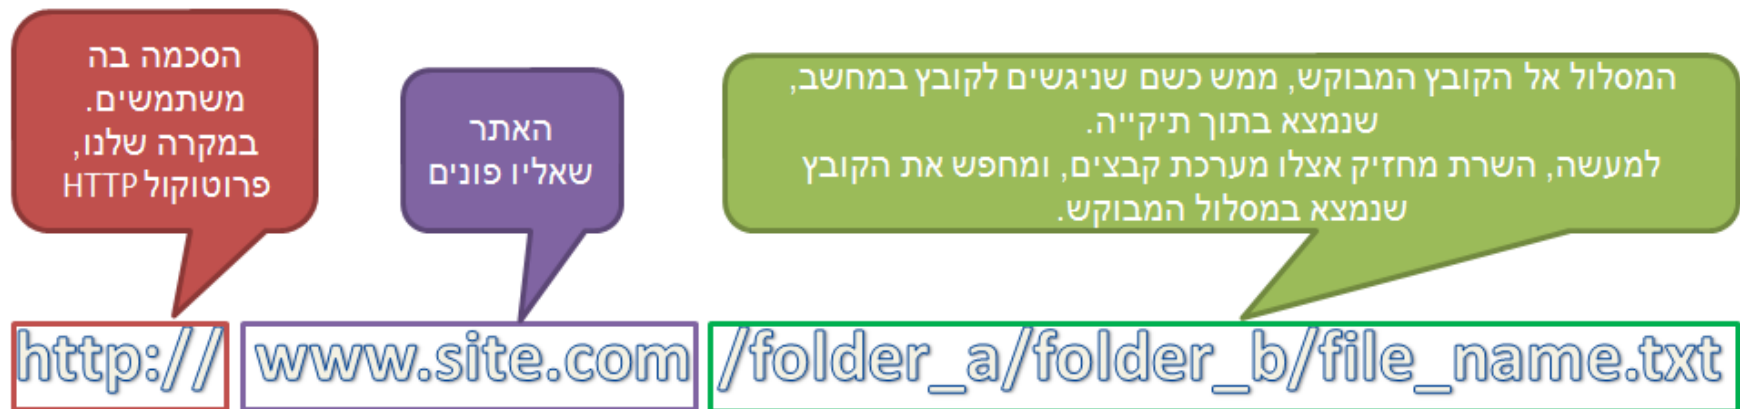 הסכמה בה
משתמשים.
במקרה שלנו,
פרוטוקול HTTP
האתר
שאליו פונים
המסלול אל הקובץ המבוקש, ממש כשם שניגשים לקובץ במחשב,
שנמצא בתוך תיקייה.
למעשה, השרת מחזיק אצלו מערכת קבצים, ומחפש את הקובץ
שנמצא במסלול המבוקש.
http:// www.site.com /folder_a/folder_b/file_name.txt